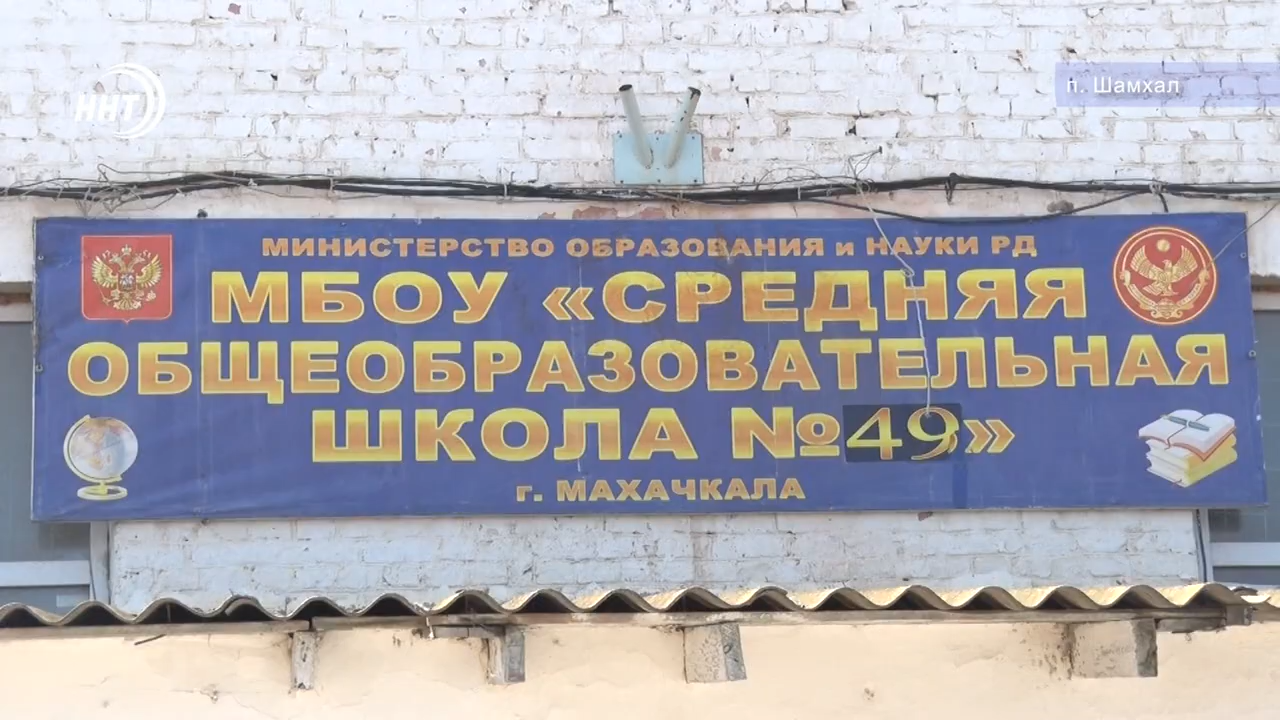 ННТ
п. Шамхал
МИНИСТЕРСТВО ОБРАЗОВАНИЯ и НАУКИ РД
МБОУ «СРЕДНЯЯ
ОБЩЕОБРАЗОВАТЕЛЬНАЯ
ШКОЛА №49»
г. МАХАЧКАЛА